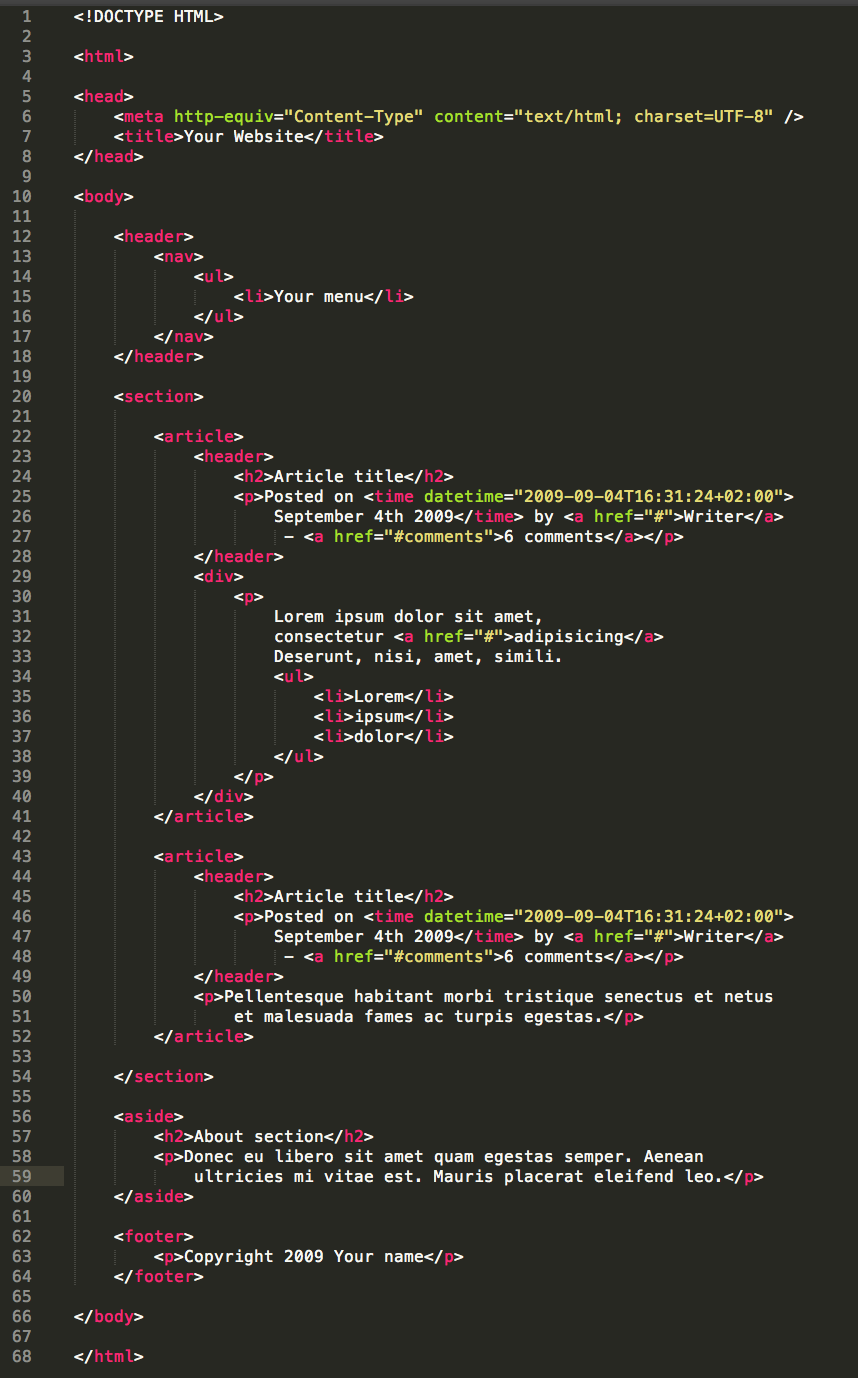 1 <!DOCTYPE HTML>
2
3 <html>
4
5 <head>
6     <meta http-equiv="Content-Type" content="text/html; charset=UTF-8" />
7     <title>Your Website</title>
8 </head>
9
10 <body>
11
12     <header>
13         <nav>
14             <ul>
15                 <li>Your menu</li>
16             </ul>
17         </nav>
18     </header>
19
20     <section>
21
22         <article>
23             <header>
24                 <h2>Article title</h2>
25                 <p>Posted on <time datetime="2009-09-04T16:31:24+02:00">
26                     September 4th 2009</time> by <a href="#">Writer</a>
27                      – <a href="#comments">6 comments</a></p>
28             </header>
29             <div>
30                 <p>
31                     Lorem ipsum dolor sit amet,
32                     consectetur <a href="#">adipisicing</a>
33                     Deserunt, nisi, amet, simili.
34                     <ul>
35                         <li>Lorem</li>
36                         <li>ipsum</li>
37                         <li>dolor</li>
38                     </ul>
39                 </p>
40             </div>
41         </article>
42
43         <article>
44             <header>
45                 <h2>Article title</h2>
46                 <p>Posted on <time datetime="2009-09-04T16:31:24+02:00">
47                     September 4th 2009</time> by <a href="#">Writer</a>
48                      – <a href="#comments">6 comments</a></p>
49             </header>
50             <p>Pellentesque habitant morbi tristique senectus et netus
51                 et malesuada fames ac turpis egestas.</p>
52         </article>
53
54     </section>
55
56     <aside>
57         <h2>About section</h2>
58         <p>Donec eu libero sit amet quam egestas semper. Aenean
59             ultricies mi vitae est. Mauris placerat eleifend leo.</p>
60     </aside>
61
62     <footer>
63         <p>Copyright 2009 Your name</p>
64     </footer>
65
66 </body>
67
68 </html>